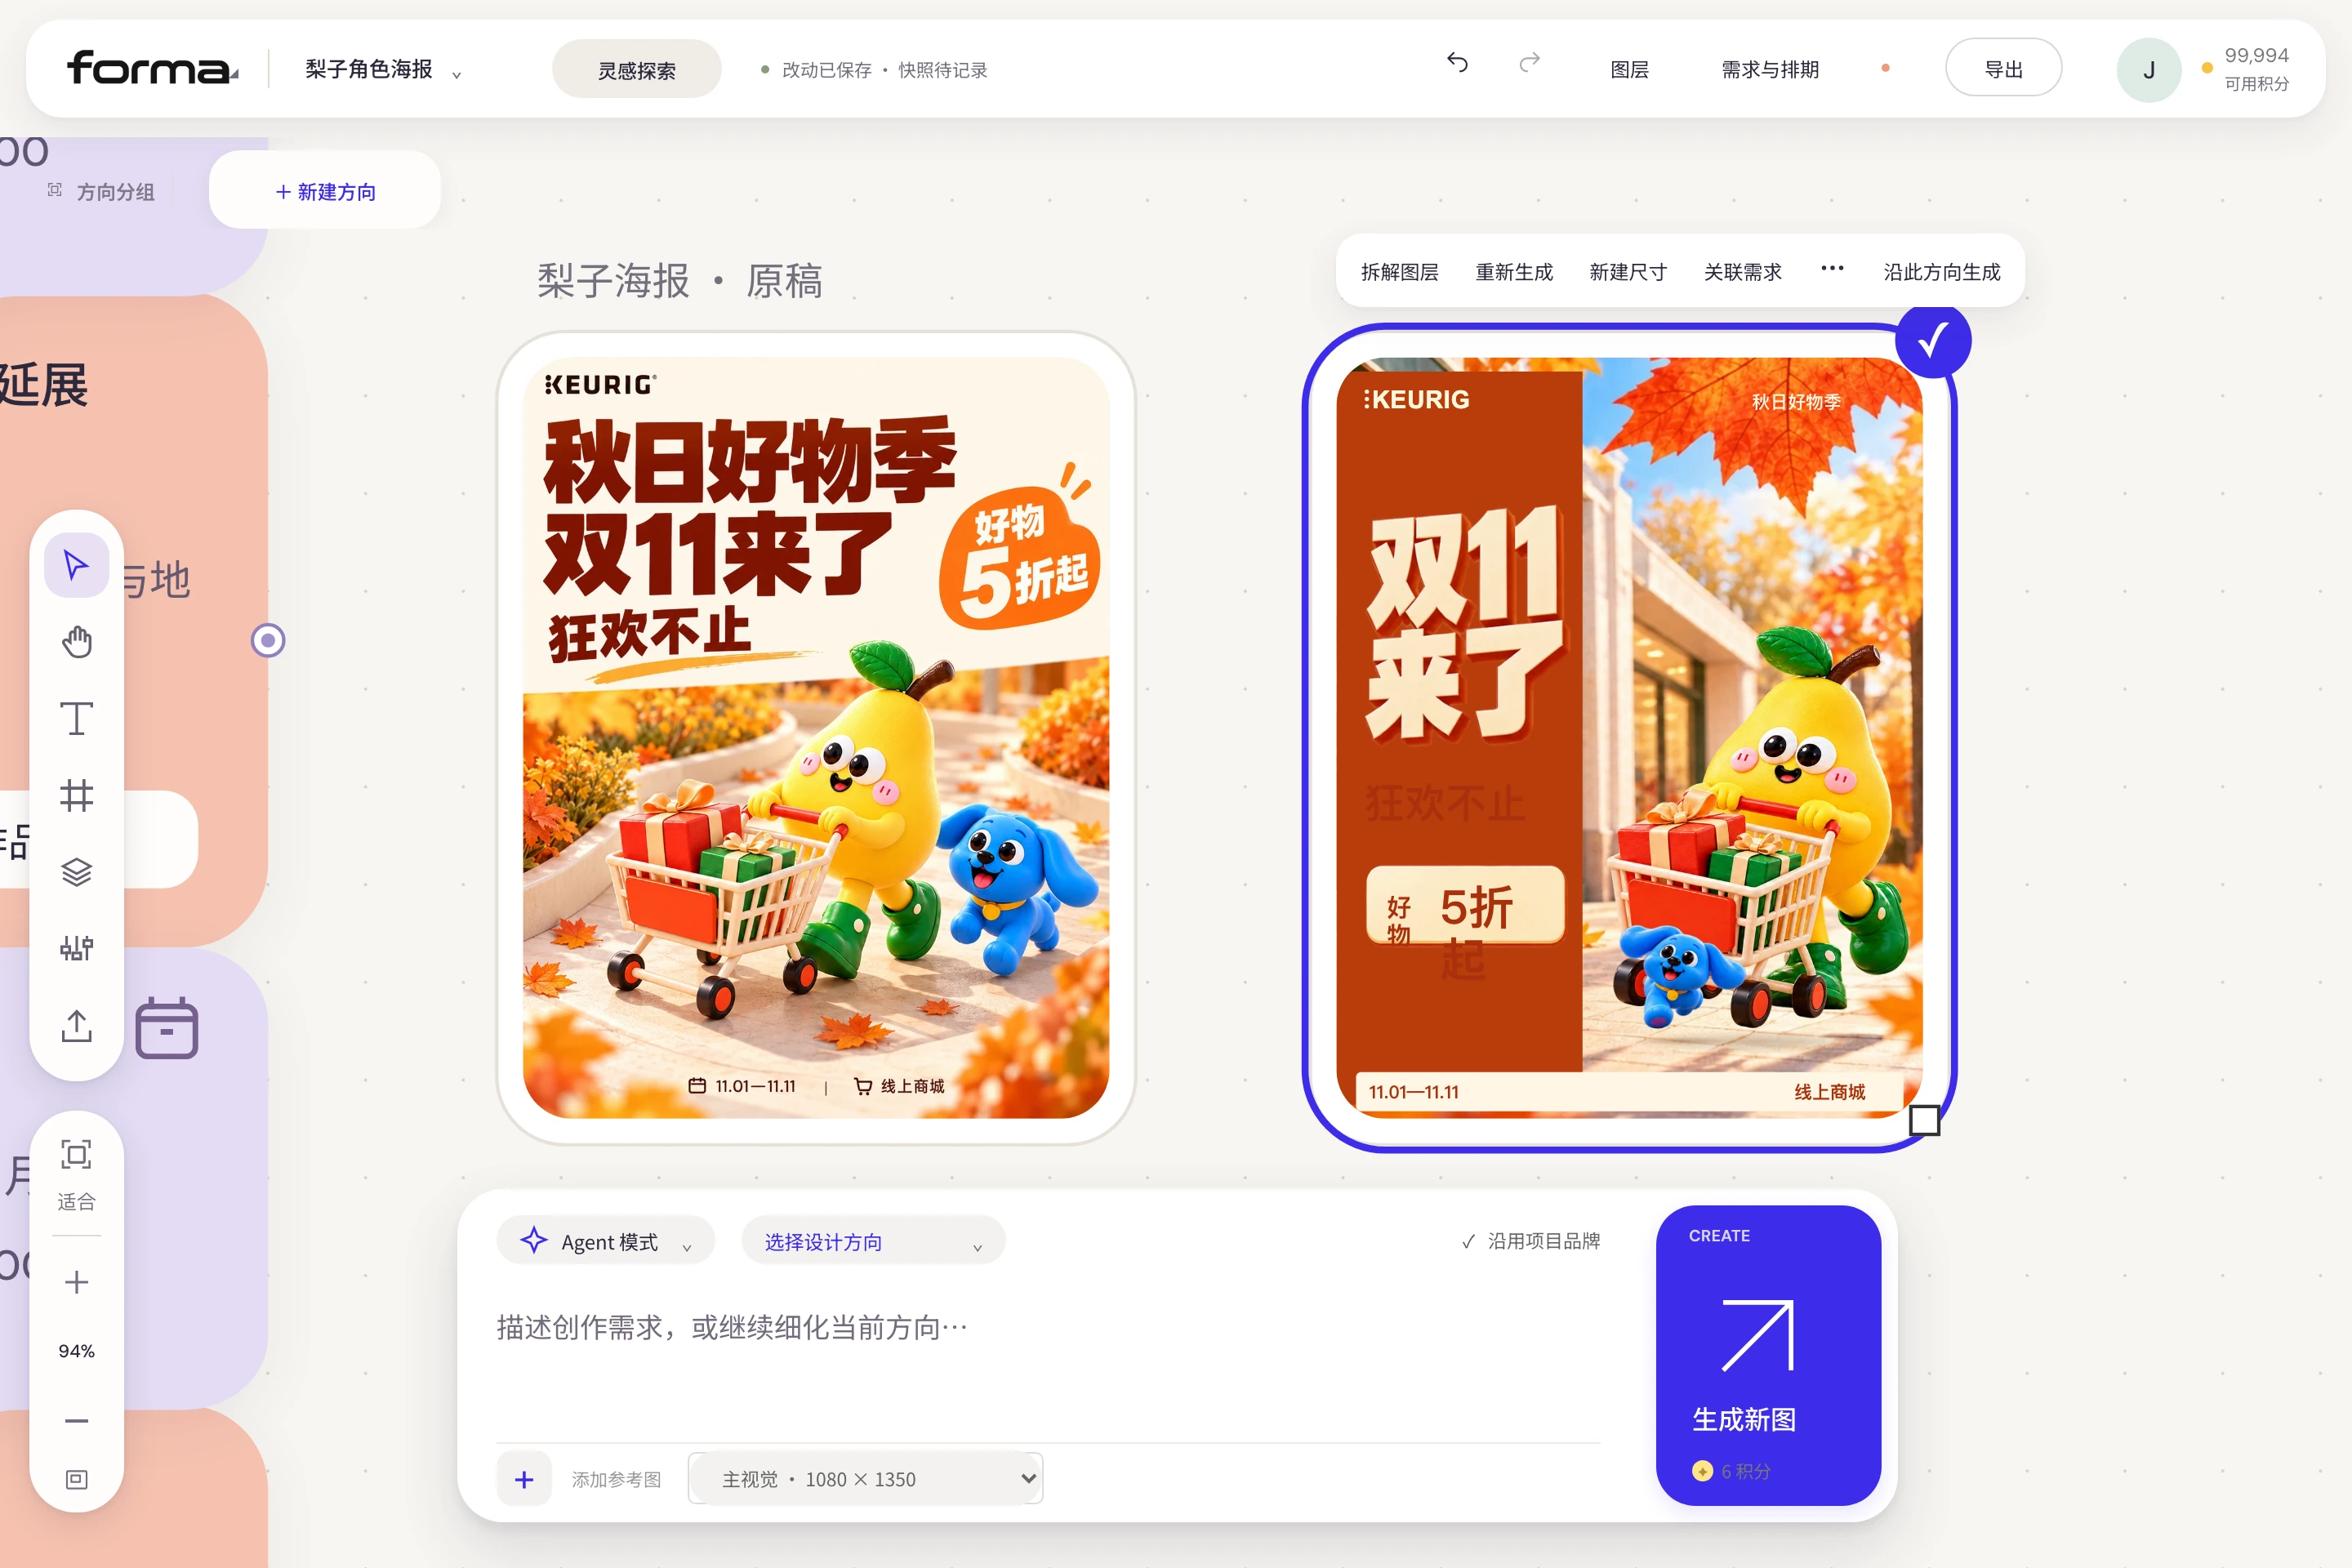 forma
梨子角色海报
灵感探索
改动已保存 · 快照待记录
图层
需求与排期
导出
J
99,994
可用积分
方向分组
+ 新建方向
延展
与地
梨子海报 · 原稿
拆解图层
重新生成
新建尺寸
关联需求
•••
沿此方向生成
KEURIG
秋日好物季
双11来了
狂欢不止
好物
5折起
11.01—11.11 | 线上商城
KEURIG
秋日好物季
双11
来了
狂欢不止
好
物
5折
起
11.01—11.11
线上商城
适合
94%
Agent 模式
选择设计方向
✓ 沿用项目品牌
描述创作需求，或继续细化当前方向…
+
添加参考图
主视觉 · 1080 × 1350
CREATE
生成新图
6 积分